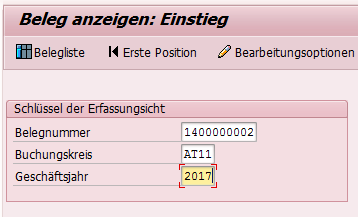 Beleg anzeigen: Einstieg
Belegliste Erste Position Bearbeitungsoptionen
Schlüssel der Erfassungsicht
Belegnummer 1400000002
Buchungskreis AT11
Geschäftsjahr 2017